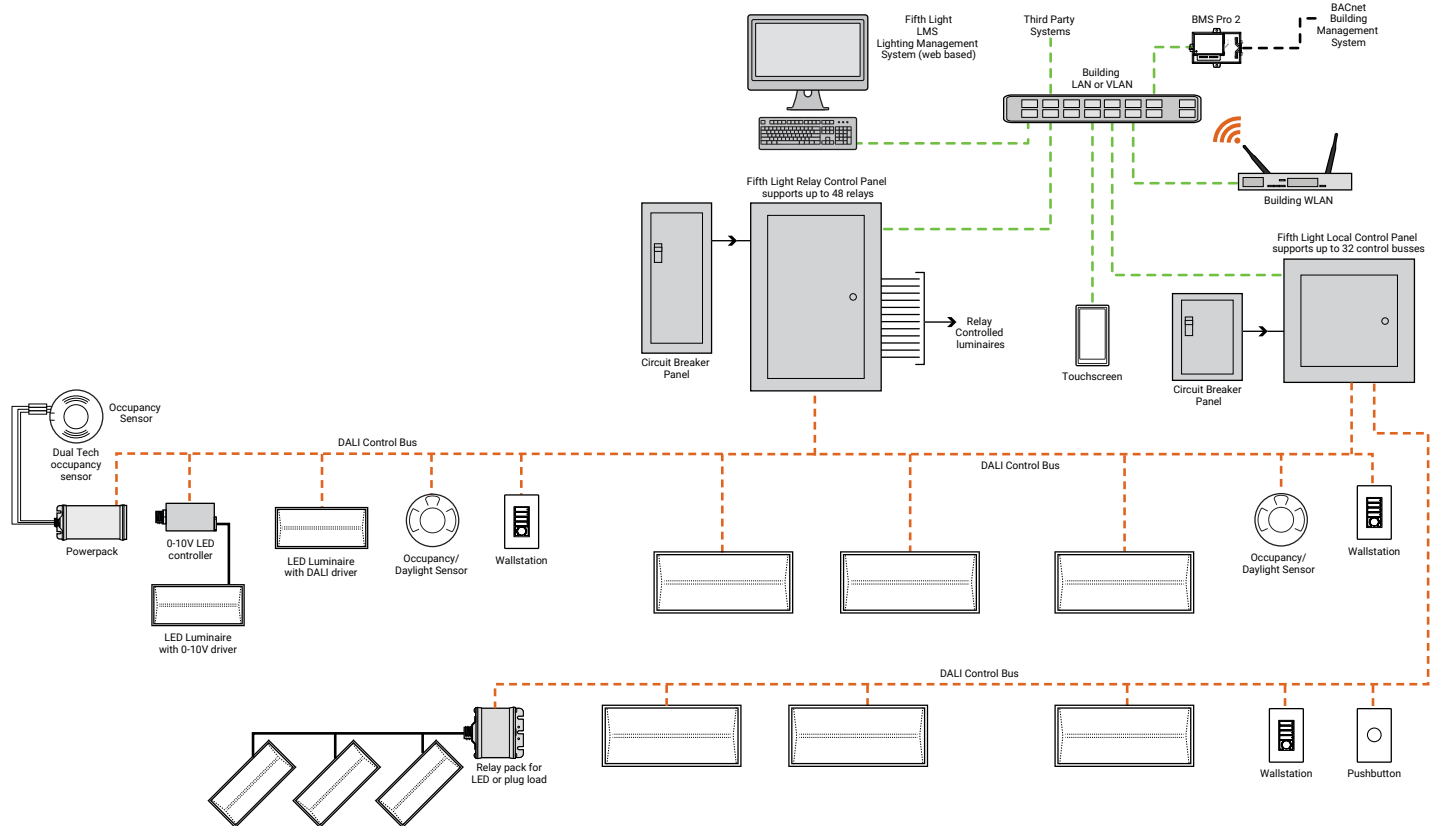 Fifth Light
LMS
Lighting Management
System (web based)
Third Party
Systems
BMS Pro 2
BACnet
Building
Management
System
Building
LAN or VLAN
Building WLAN
Fifth Light Relay Control Panel
supports up to 48 relays
Circuit Breaker
Panel
Relay
Controlled
luminaires
Touchscreen
Fifth Light Local Control Panel
supports up to 32 control busses
Circuit Breaker
Panel
Occupancy
Sensor
Dual Tech
occupancy
sensor
DALI Control Bus
DALI Control Bus
Powerpack
0-10V LED
controller
LED Luminaire
with DALI driver
Occupancy/
Daylight Sensor
Wallstation
Occupancy/
Daylight Sensor
Wallstation
LED Luminaire
with 0-10V driver
DALI Control Bus
Relay pack for
LED or plug load
Wallstation
Pushbutton